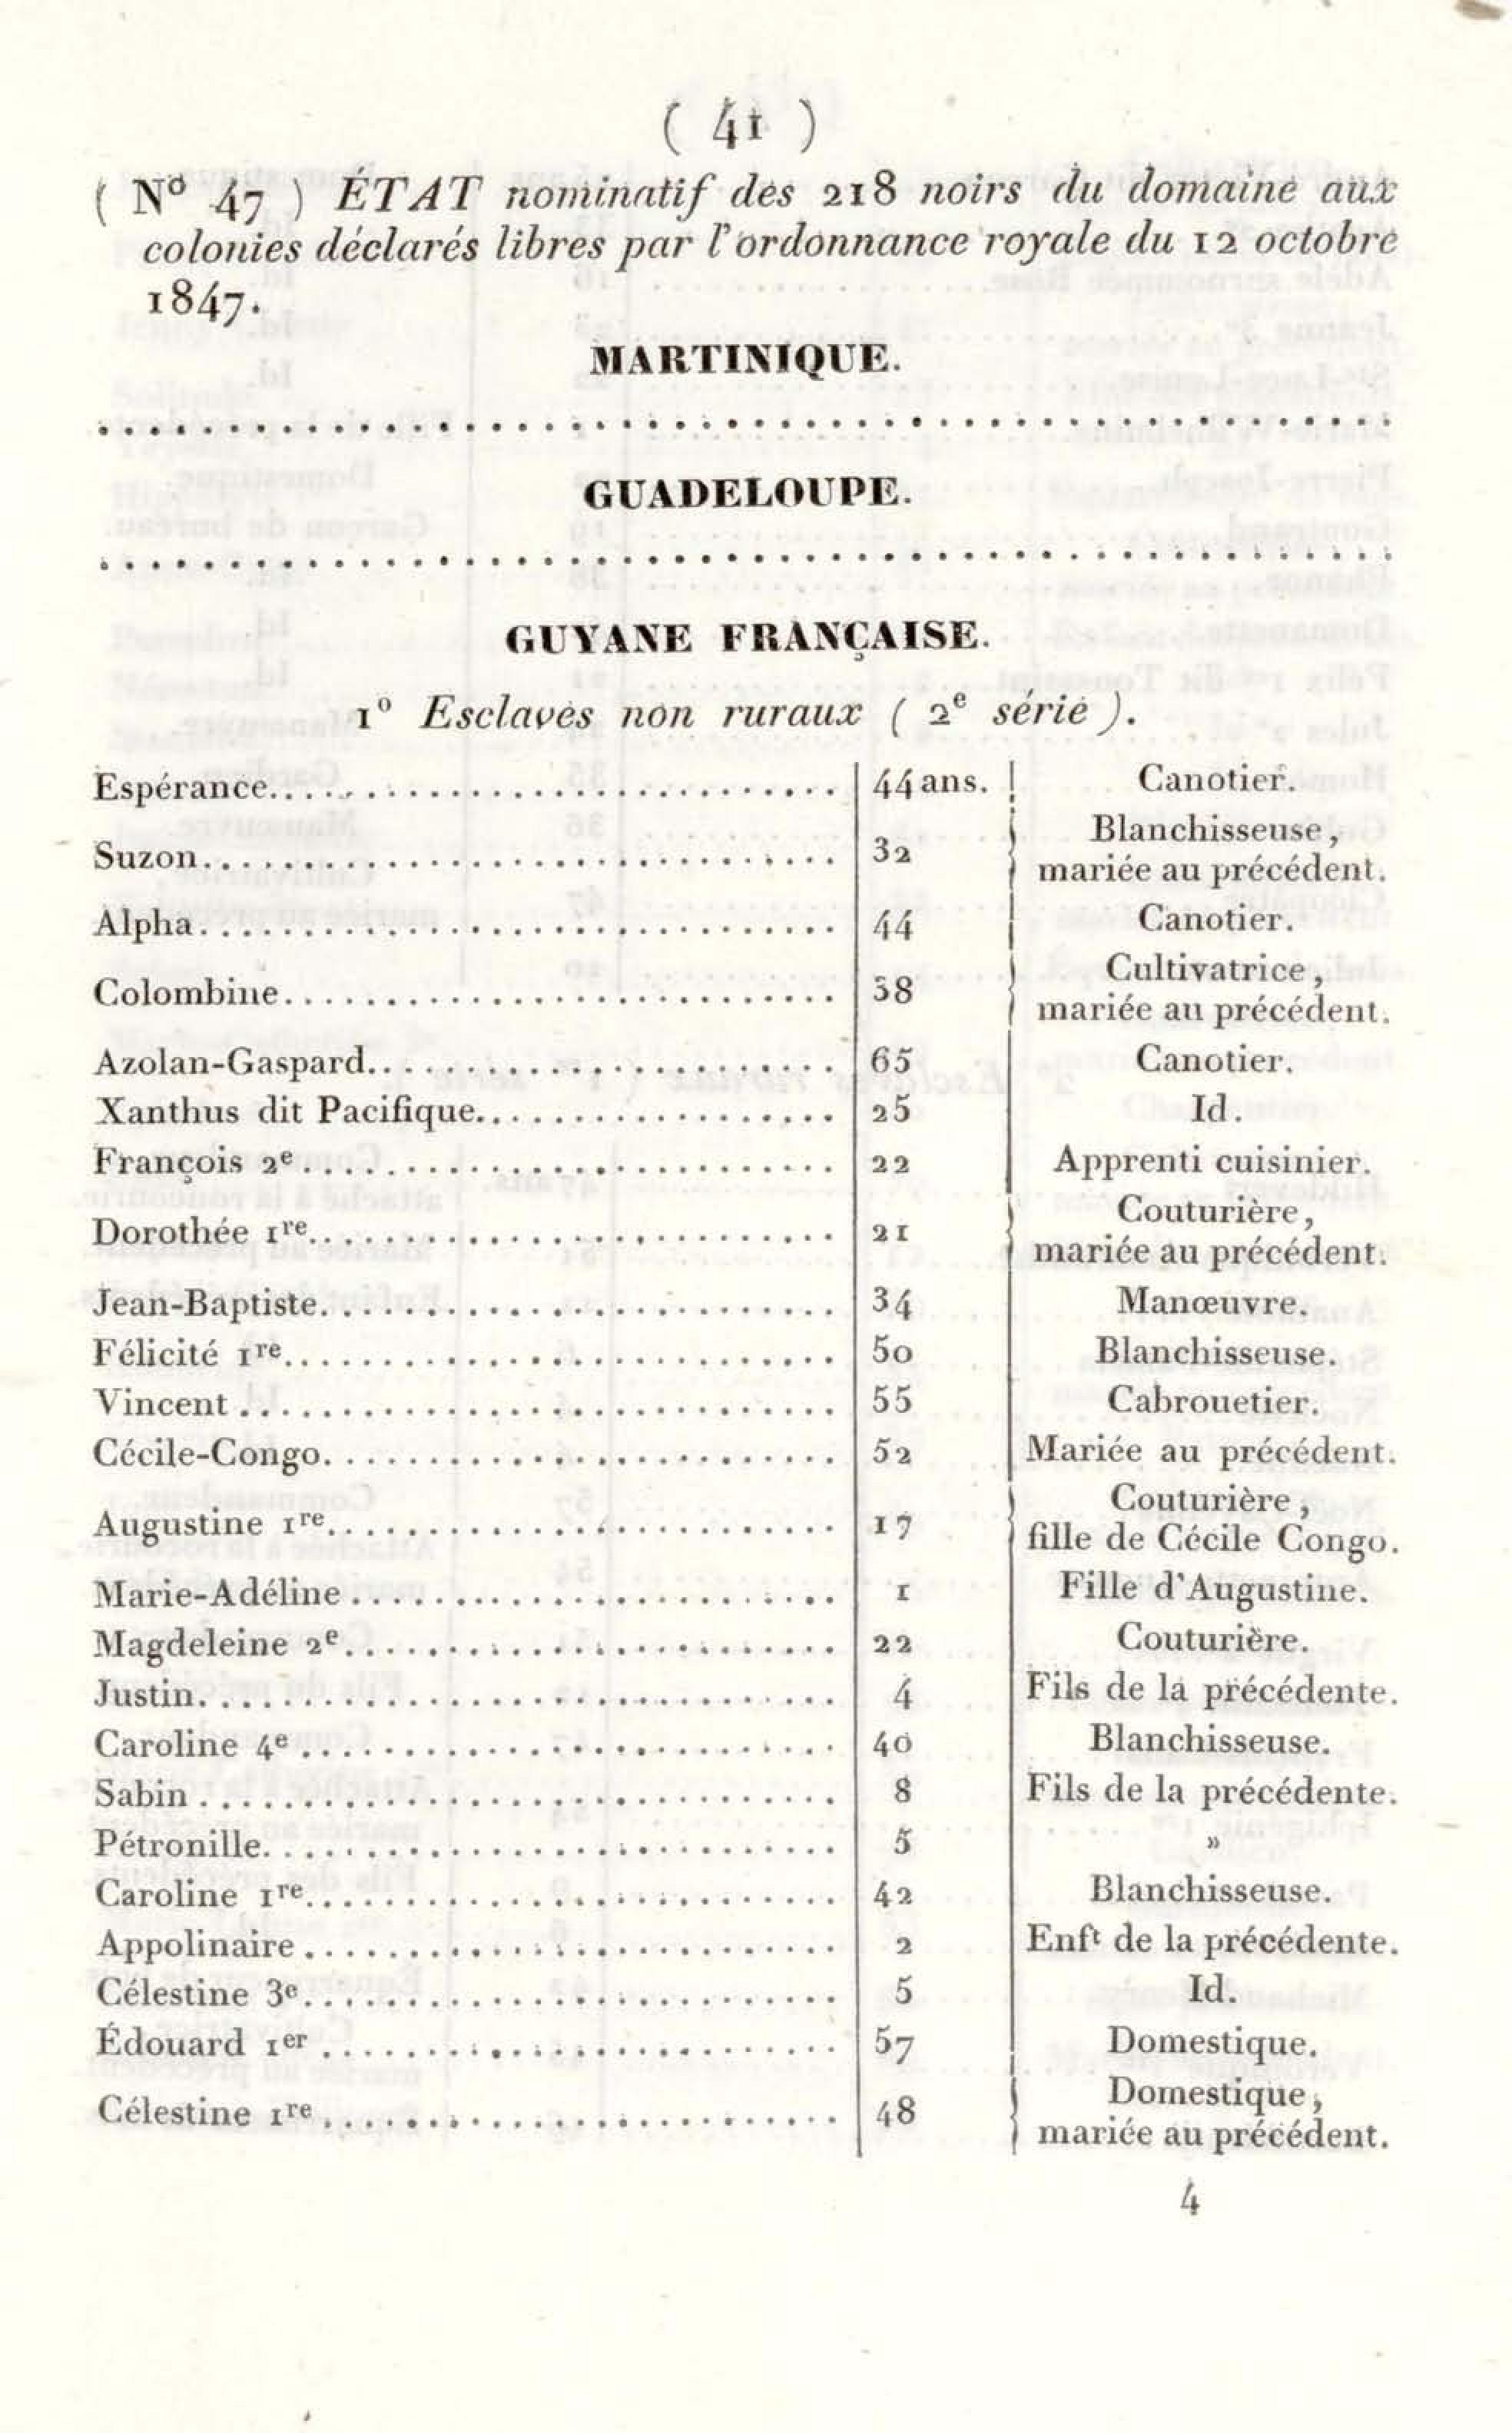 ( 41 )
( N° 47 ) ÉTAT nominatif des 218 noirs du domaine aux
colonies déclarés libres par l'ordonnance royale du 12 octobre
1847.
MARTINIQUE.
GUADELOUPE.
GUYANE FRANÇAISE.
1° Esclaves non ruraux ( 2e série ).
Espérance 44 ans. Canotier.
Suzon 32 Blanchisseuse,
mariée au précédent.
Alpha 44 Canotier.
Colombine 38 Cultivatrice,
mariée au précédent.
Azolan-Gaspard 65 Canotier.
Xanthus dit Pacifique 25 Id.
François 2e 22 Apprenti cuisinier.
Dorothée 1re 21 Couturière,
mariée au précédent.
Jean-Baptiste 34 Manœuvre.
Félicité 1re 50 Blanchisseuse.
Vincent 55 Cabrouetier.
Cécile-Congo 52 Mariée au précédent.
Augustine 1re 17 Couturière,
fille de Cécile Congo.
Marie-Adéline 1 Fille d'Augustine.
Magdeleine 2e 22 Couturière.
Justin 4 Fils de la précédente.
Caroline 4e 40 Blanchisseuse.
Sabin 8 Fils de la précédente.
Pétronille 5 »
Caroline 1re 42 Blanchisseuse.
Appolinaire 2 Enft de la précédente.
Célestine 3e 5 Id.
Édouard 1er 57 Domestique.
Célestine 1re 48 Domestique,
mariée au précédent.
4